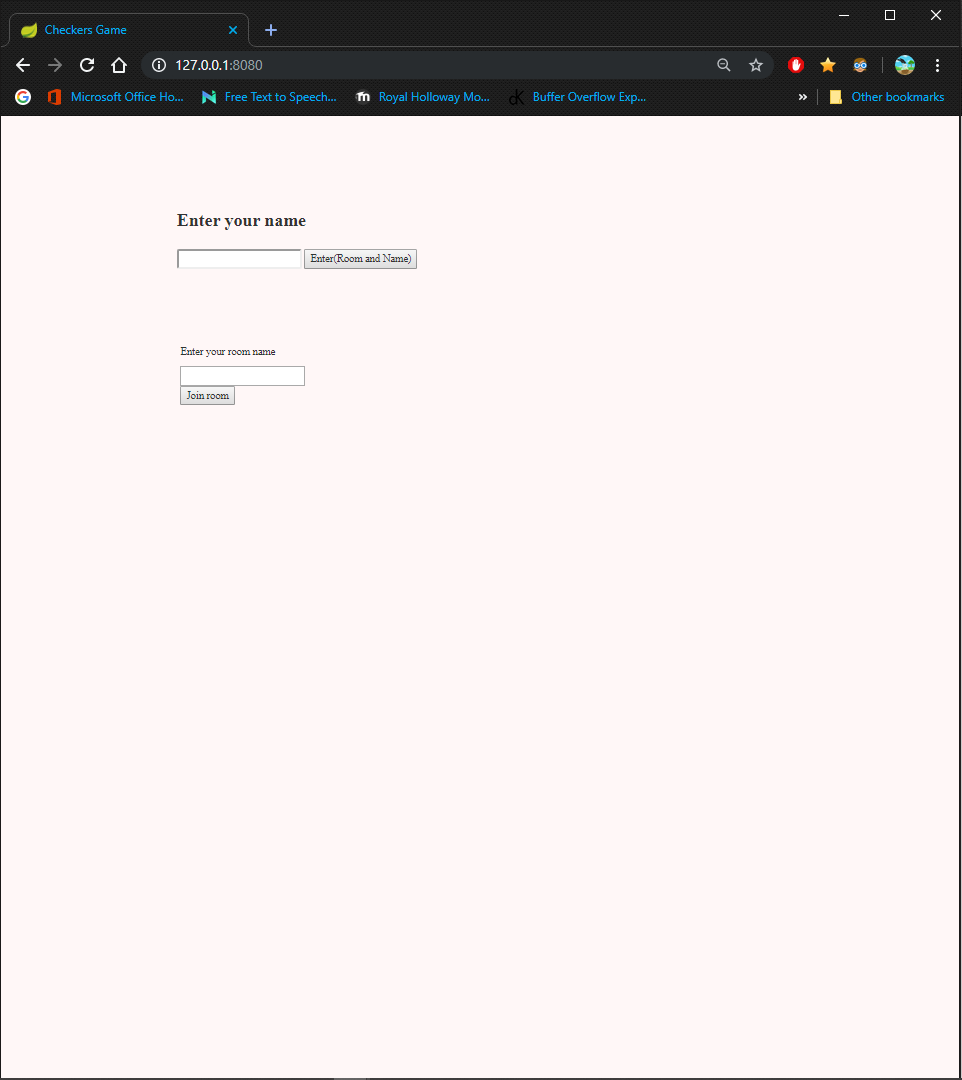 Checkers Game
127.0.0.1:8080
Microsoft Office Ho... Free Text to Speech... Royal Holloway Mo... Buffer Overflow Exp... » Other bookmarks
Enter your name
Enter(Room and Name)
Enter your room name
Join room